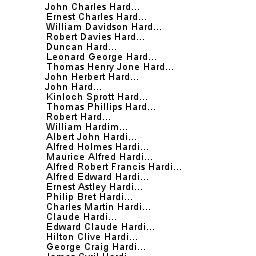 John Charles Hard...
Ernest Charles Hard...
William Davidson Hard...
Robert Davies Hard...
Duncan Hard...
Leonard George Hard...
Thomas Henry Jone Hard...
John Herbert Hard...
John Hard...
Kinloch Sprott Hard...
Thomas Phillips Hard...
Robert Hard...
William Hardim...
Albert John Hardi...
Alfred Holmes Hardi...
Maurice Alfred Hardi...
Alfred Robert Francis Hardi...
Alfred Edward Hardi...
Ernest Astley Hardi...
Philip Bret Hardi...
Charles Martin Hardi...
Claude Hardi...
Edward Claude Hardi...
Hilton Clive Hardi...
George Craig Hardi...
James Cyril Hardi...